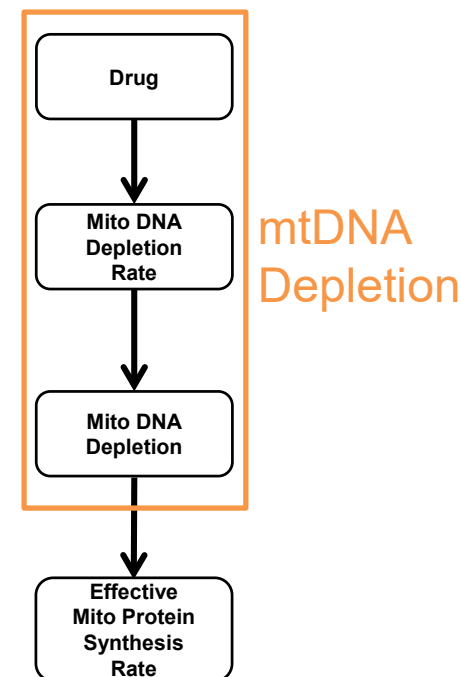 Drug
Mito DNA
Depletion
Rate
mtDNA
Depletion
Mito DNA
Depletion
Effective
Mito Protein
Synthesis
Rate